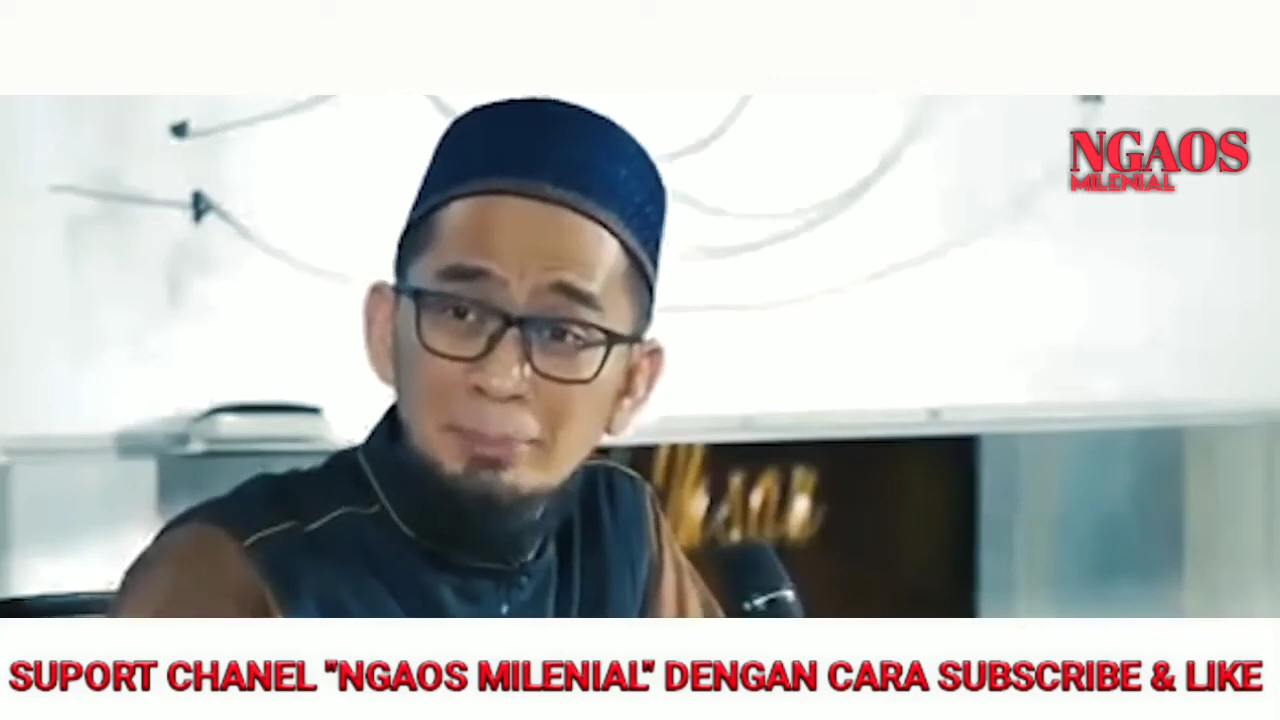 NGAOS
MILENIAL
SUPORT CHANEL "NGAOS MILENIAL" DENGAN CARA SUBSCRIBE & LIKE